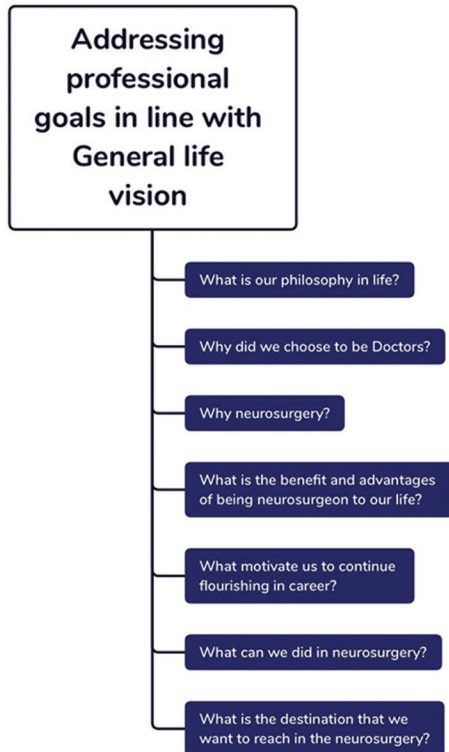 Addressing
professional
goals in line with
General life
vision
What is our philosophy in life?
Why did we choose to be Doctors?
Why neurosurgery?
What is the benefit and advantages
of being neurosurgeon to our life?
What motivate us to continue
flourishing in career?
What can we did in neurosurgery?
What is the destination that we
want to reach in the neurosurgery?